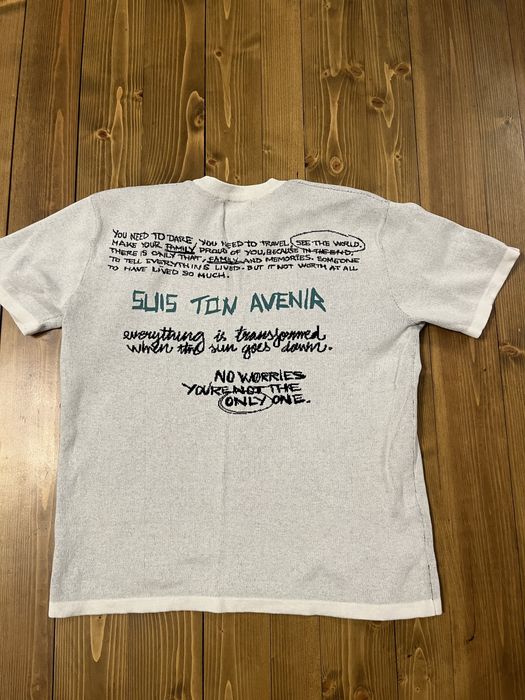 YOU NEED TO DARE, YOU NEED TO TRAVEL, SEE THE WORLD.
MAKE YOUR FAMILY PROUD OF YOU, BECAUSE IN THE END,
THERE IS ONLY THAT, FAMILY AND MEMORIES. SOMEONE
TO TELL EVERYTHING LIVED. BUT IT NOT WORTH AT ALL
TO HAVE LIVED SO MUCH.
SUIS TON AVENIR
everything is transformed
when the sun goes down.
NO WORRIES
YOURE NOT THE
ONLY ONE.